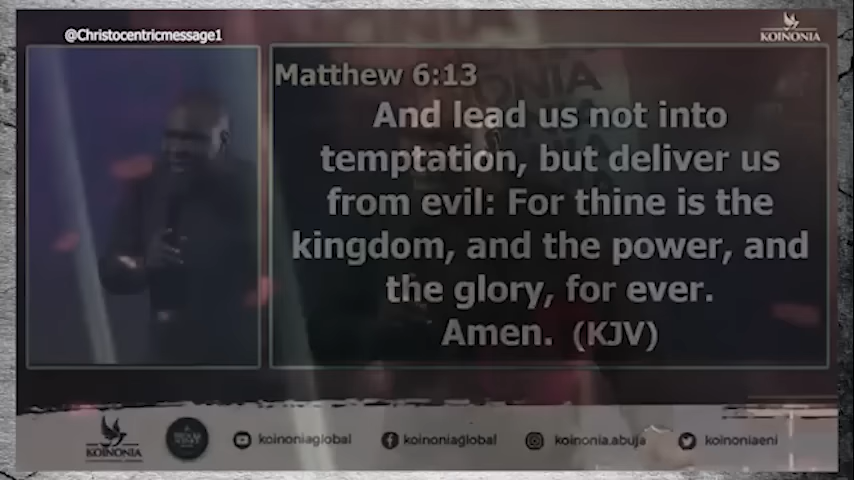 @Christocentricmessage1
KOINONIA
Matthew 6:13
And lead us not into
temptation, but deliver us
from evil: For thine is the
kingdom, and the power, and
the glory, for ever.
Amen. (KJV)
KOINONIA
koinoniaglobal
koinoniaglobal
koinonia.abuja
koinoniaeni